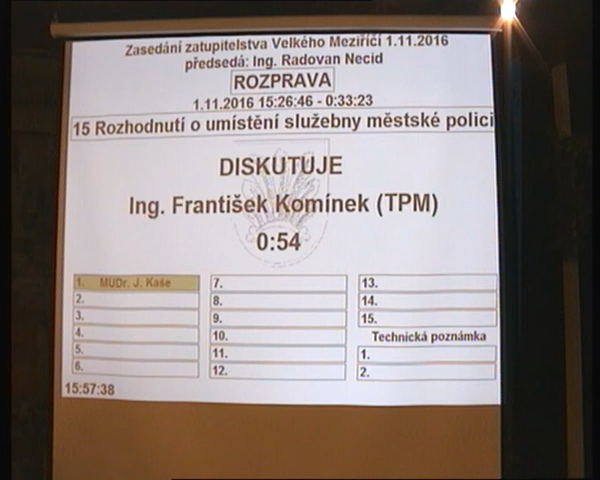 Zasedání zatupitelstva Velkého Meziříčí 1.11.2016
předsedá: Ing. Radovan Necid
ROZPRAVA
1.11.2016 15:26:46 - 0:33:23
15 Rozhodnutí o umístění služebny městské polici
DISKUTUJE
Ing. František Komínek (TPM)
0:54
1. MUDr. J. Kaše
2.
3.
4.
5.
6.
7.
8.
9.
10.
11.
12.
13.
14.
15.
Technická poznámka
1.
2.
15:57:38